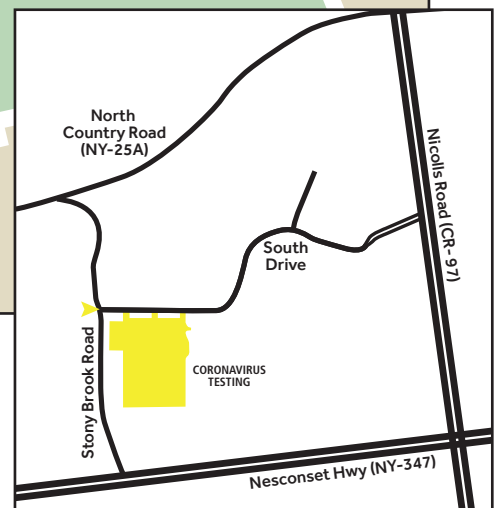 North
Country Road
(NY-25A)
Nicolls Road (CR-97)
South
Drive
Stony Brook Road
CORONAVIRUS
TESTING
Nesconset Hwy (NY-347)